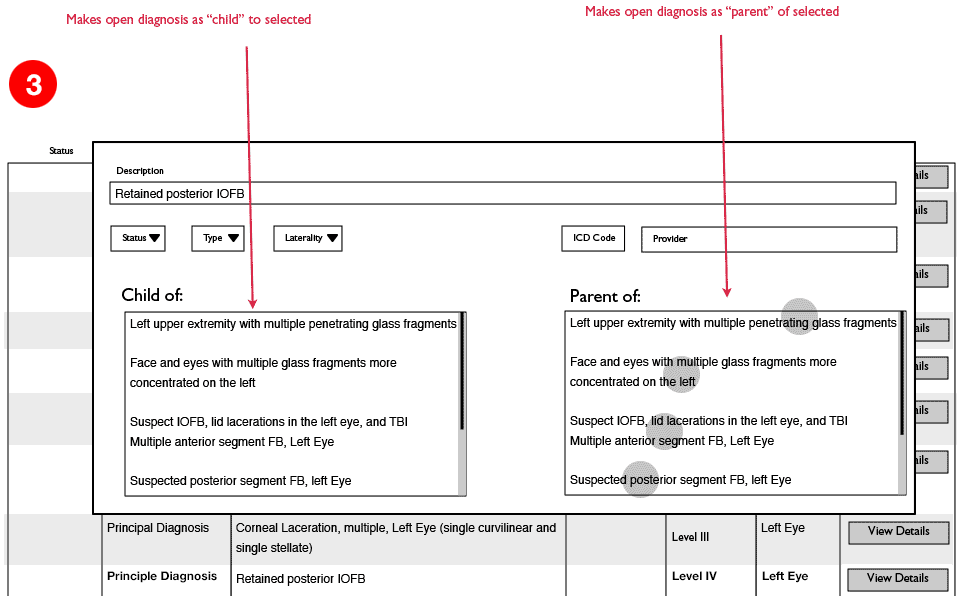 Makes open diagnosis as “child” to selected
Makes open diagnosis as “parent” of selected
3
Status
Description
Retained posterior IOFB
Status
Type
Laterality
ICD Code
Provider
Child of:
Left upper extremity with multiple penetrating glass fragments
Face and eyes with multiple glass fragments more
concentrated on the left
Suspect IOFB, lid lacerations in the left eye, and TBI
Multiple anterior segment FB, Left Eye
Suspected posterior segment FB, left Eye
Parent of:
Left upper extremity with multiple penetrating glass fragments
Face and eyes with multiple glass fragments more
concentrated on the left
Suspect IOFB, lid lacerations in the left eye, and TBI
Multiple anterior segment FB, Left Eye
Suspected posterior segment FB, left Eye
Principal Diagnosis
Corneal Laceration, multiple, Left Eye (single curvilinear and
single stellate)
Level III
Left Eye
View Details
Principle Diagnosis
Retained posterior IOFB
Level IV
Left Eye
View Details